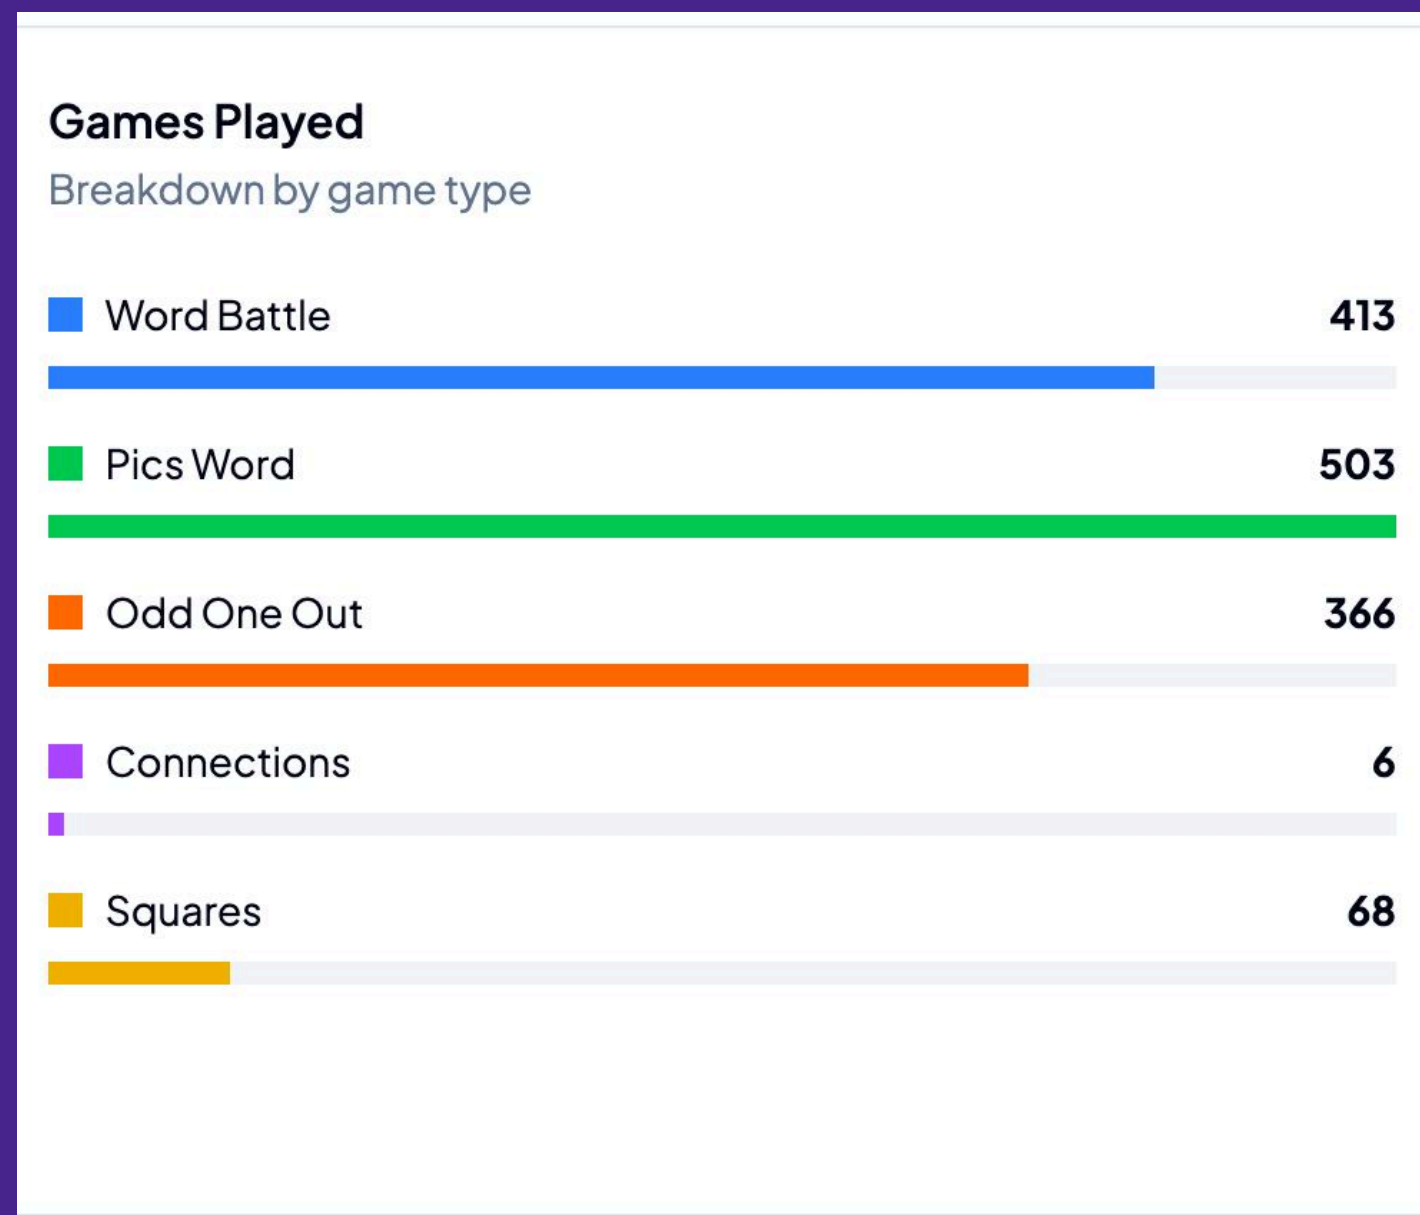 Games Played
Breakdown by game type
Word Battle 413
Pics Word 503
Odd One Out 366
Connections 6
Squares 68